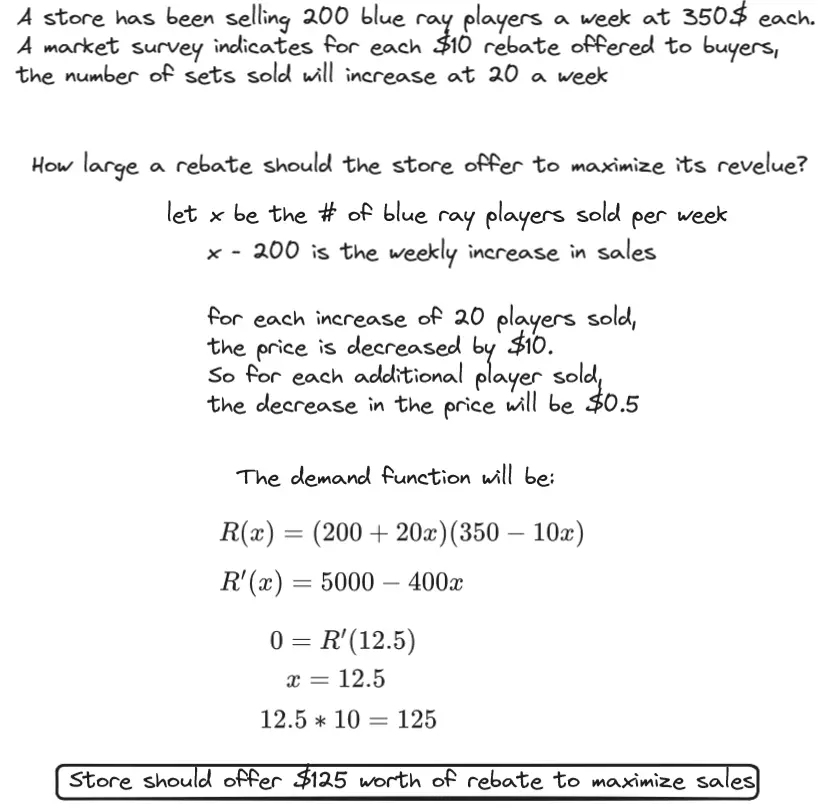 A store has been selling 200 blue ray players a week at 350$ each.
A market survey indicates for each $10 rebate offered to buyers,
the number of sets sold will increase at 20 a week
How large a rebate should the store offer to maximize its revelue?
let x be the # of blue ray players sold per week
x - 200 is the weekly increase in sales
for each increase of 20 players sold,
the price is decreased by $10.
So for each additional player sold,
the decrease in the price will be $0.5
The demand function will be:
R(x) = (200 + 20x)(350 − 10x)
R′(x) = 5000 − 400x
0 = R′(12.5)
x = 12.5
12.5 ∗ 10 = 125
Store should offer $125 worth of rebate to maximize sales